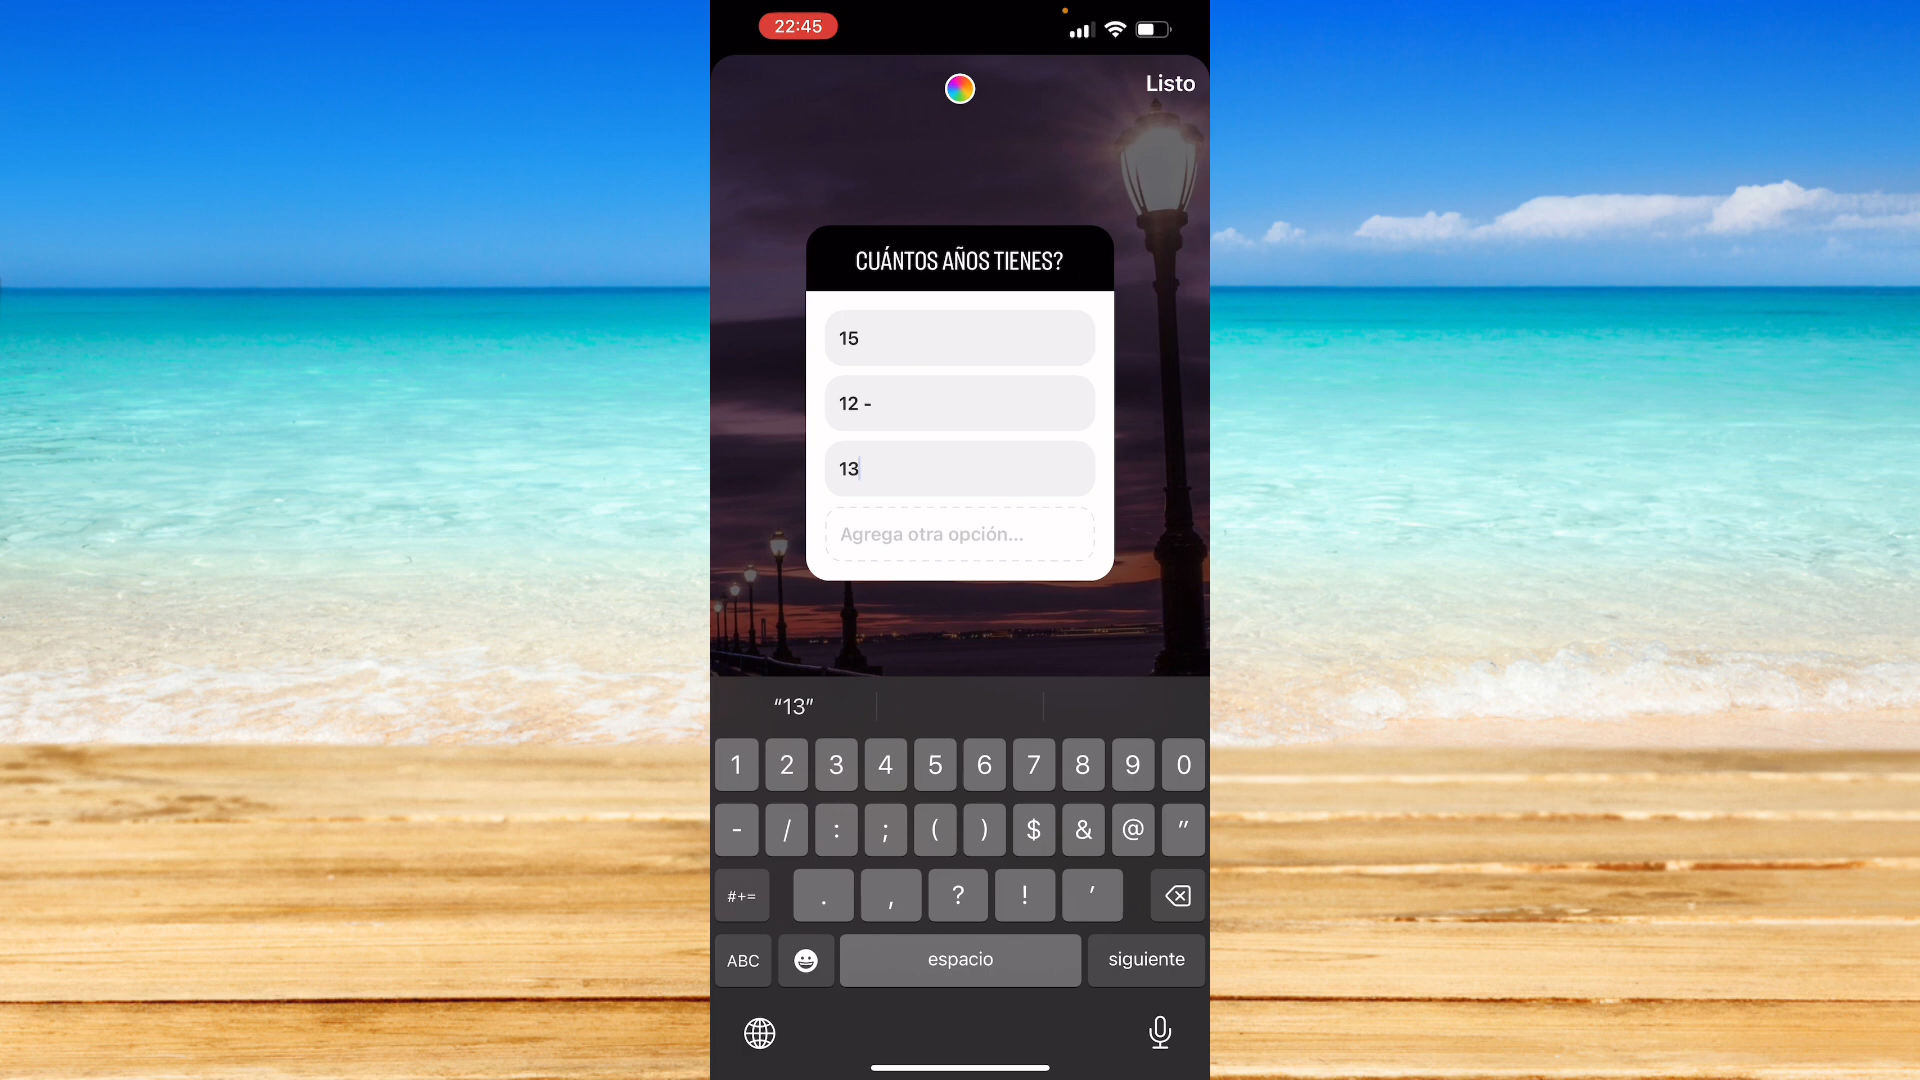 22:45
Listo
CUÁNTOS AÑOS TIENES?
15
12 -
13
Agrega otra opción...
“13”
1 2 3 4 5 6 7 8 9 0
- / : ; ( ) $ & @ "
#+= . , ? ! '
ABC espacio siguiente